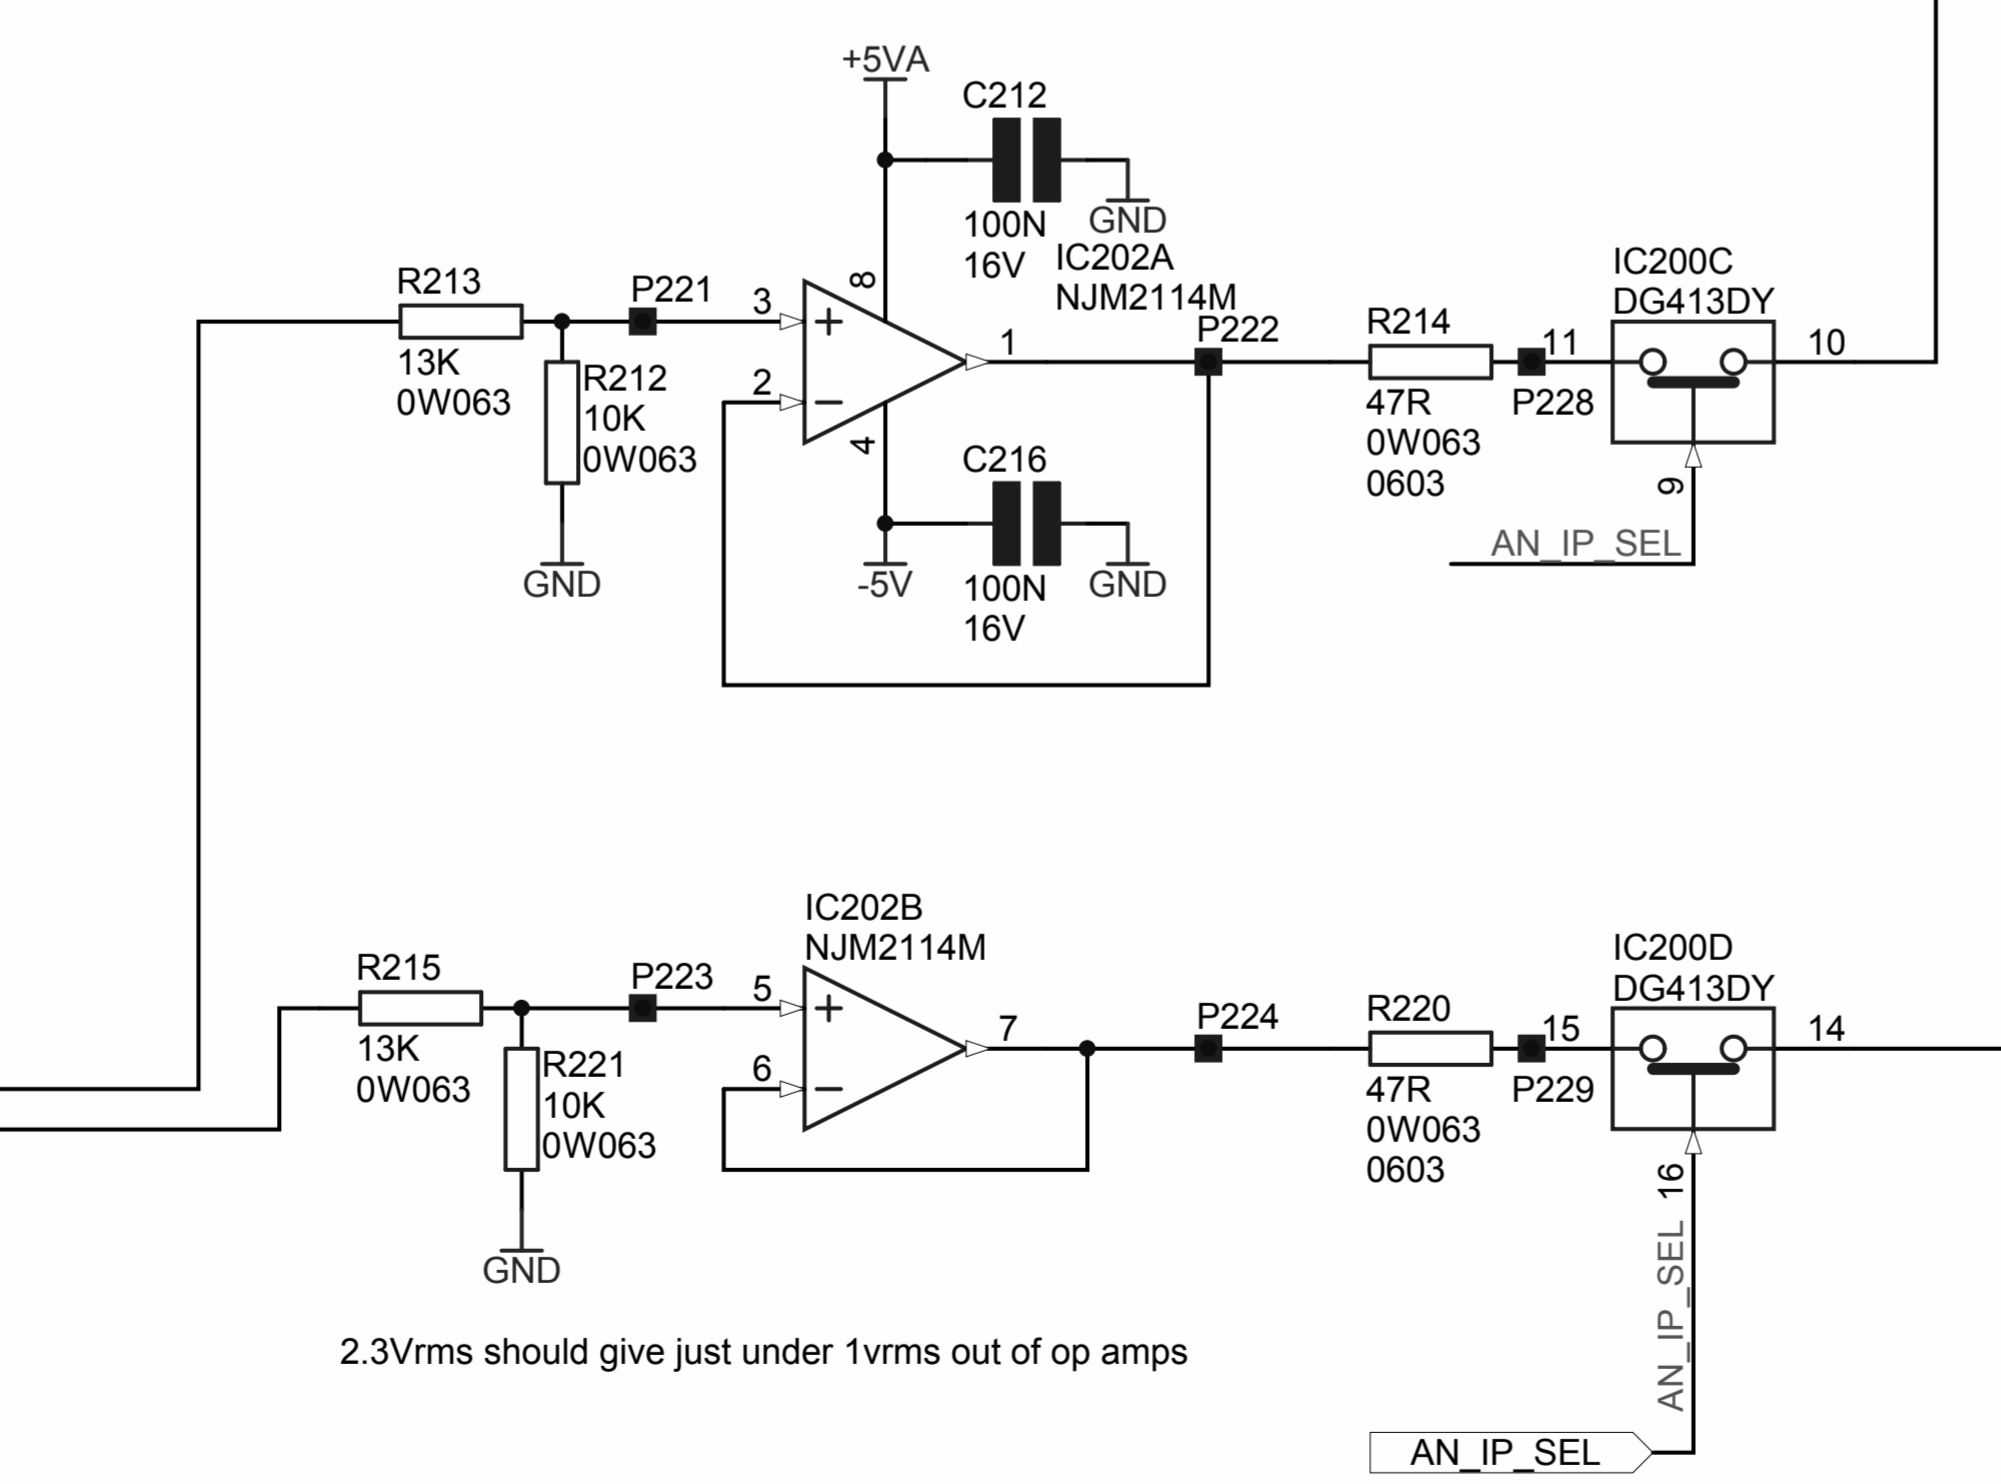 +5VA
C212
100N
16V
GND
IC202A
NJM2114M
R213
13K
0W063
P221
3
+
8
R212
10K
0W063
GND
2
−
4
1
P222
C216
100N
16V
GND
-5V
R214
47R
0W063
0603
11
P228
IC200C
DG413DY
10
9
AN_IP_SEL
IC202B
NJM2114M
R215
13K
0W063
P223
5
+
R221
10K
0W063
GND
6
−
7
P224
R220
47R
0W063
0603
15
P229
IC200D
DG413DY
14
16
AN_IP_SEL
2.3Vrms should give just under 1vrms out of op amps
AN_IP_SEL